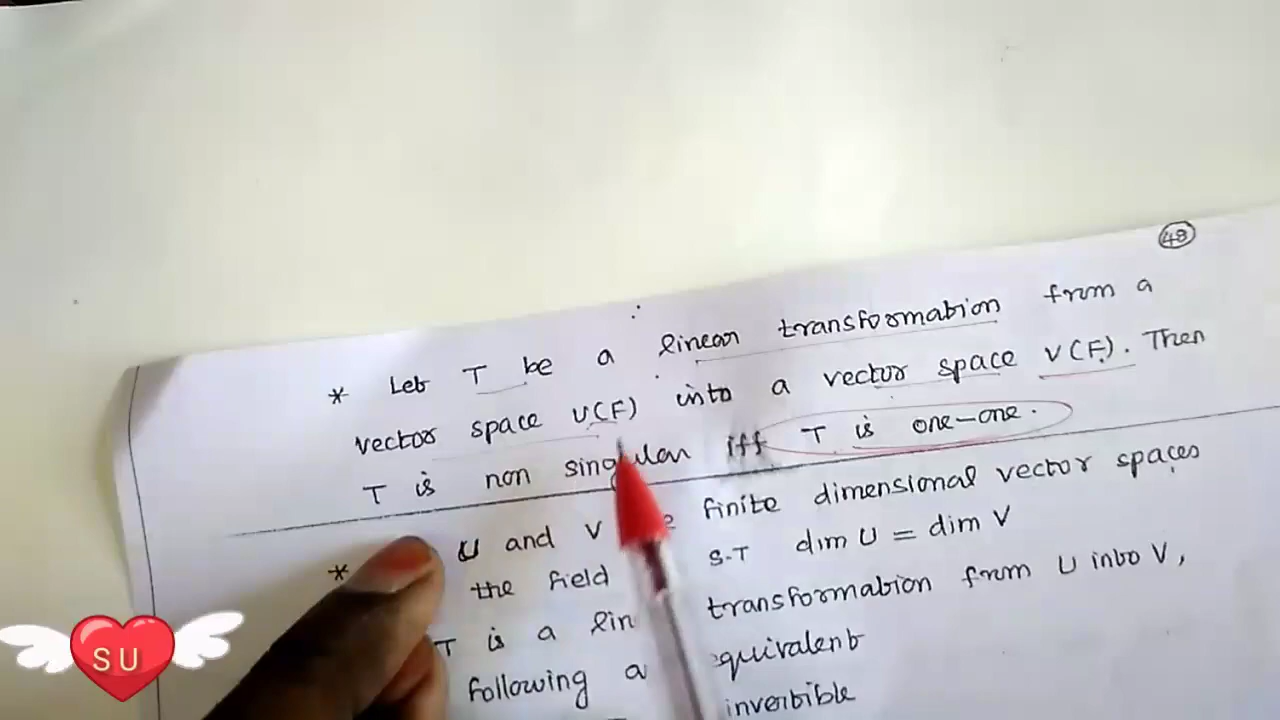 48
* Let T be a linear transformation from a
vector space U(F) into a vector space V(F). Then
T is non singular iff T is one-one.
* U and V finite dimensional vector spaces
the field S.T dim U = dim V
T is a lin transformation from U into V,
following a equivalent
invertible
SU